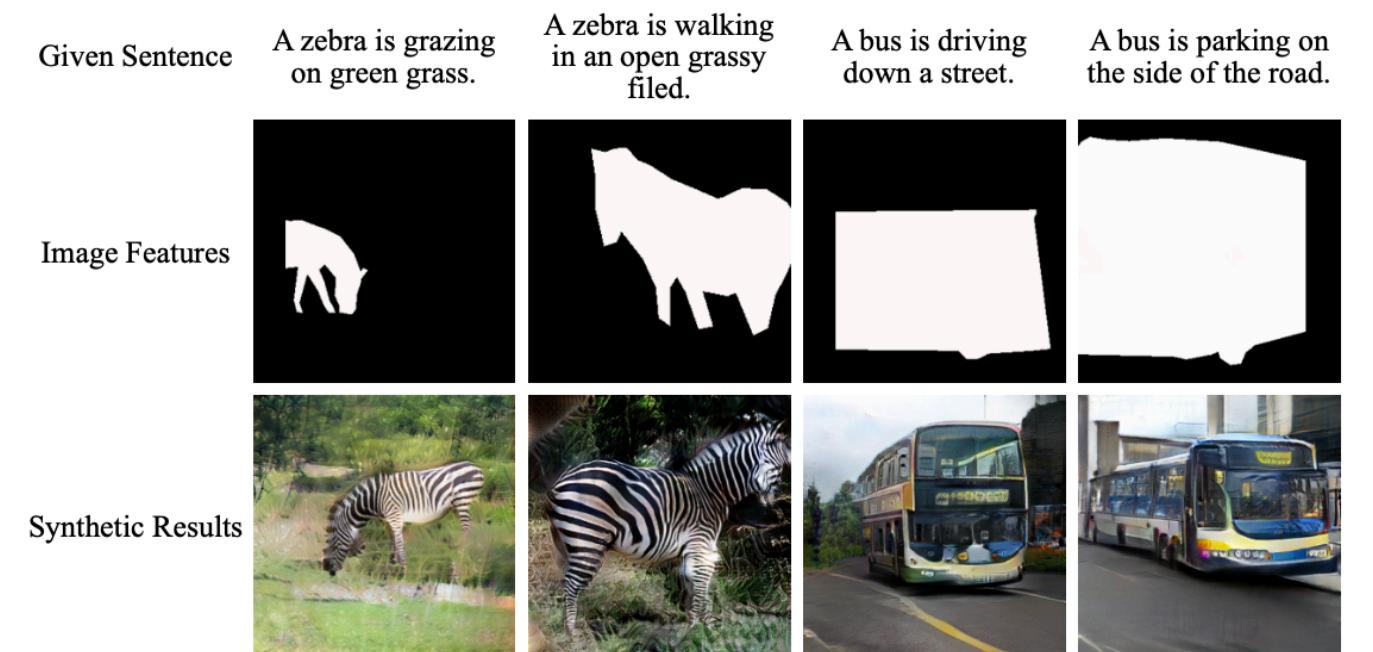 Given Sentence
A zebra is grazing
on green grass.
A zebra is walking
in an open grassy
filed.
A bus is driving
down a street.
A bus is parking on
the side of the road.
Image Features
Synthetic Results